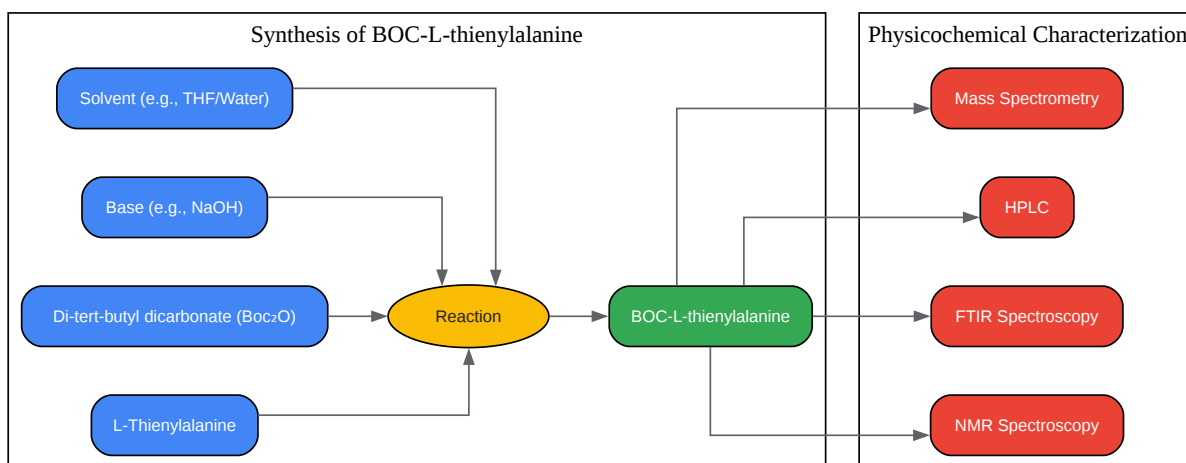 Synthesis of BOC-L-thienylalanine
Physicochemical Characterization
Solvent (e.g., THF/Water)
Mass Spectrometry
Base (e.g., NaOH)
HPLC
Di-tert-butyl dicarbonate (Boc₂O)
Reaction
BOC-L-thienylalanine
FTIR Spectroscopy
L-Thienylalanine
NMR Spectroscopy